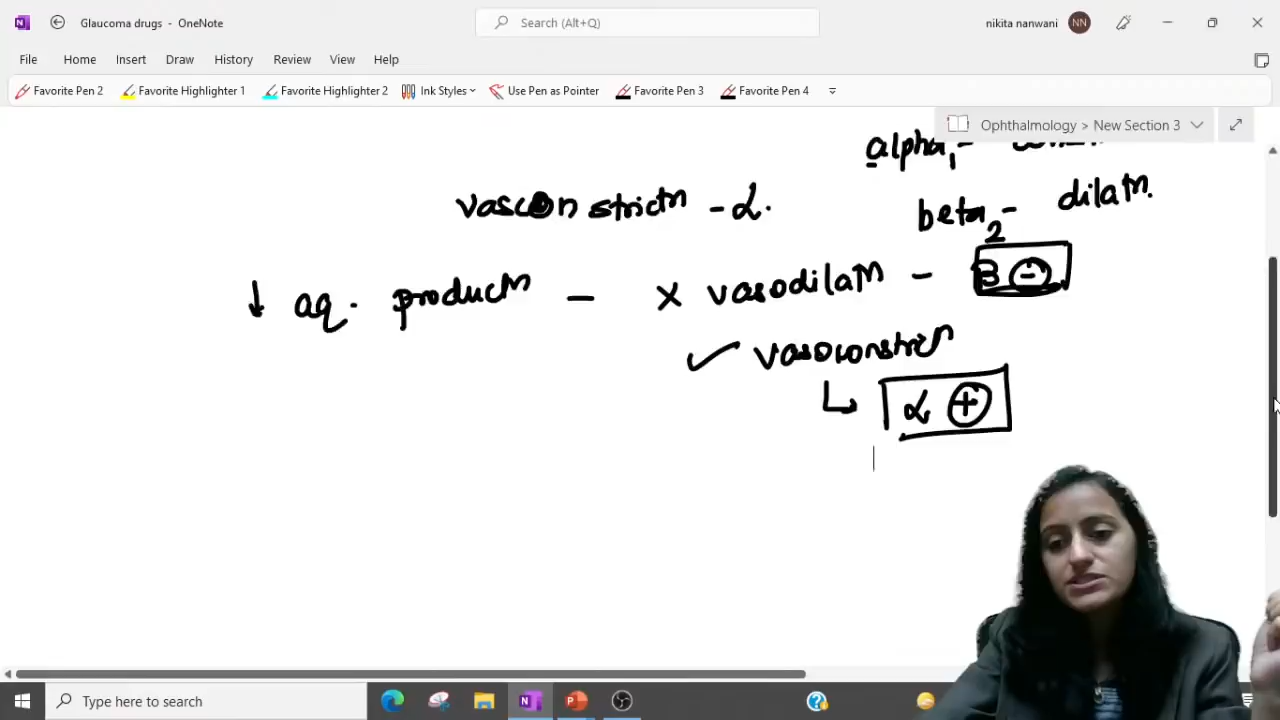 Glaucoma drugs - OneNote
Search (Alt+Q)
nikita nanwani NN
File Home Insert Draw History Review View Help
Favorite Pen 2 Favorite Highlighter 1 Favorite Highlighter 2 Ink Styles Use Pen as Pointer Favorite Pen 3 Favorite Pen 4
Ophthalmology > New Section 3
alpha1 -
vasconstrictn - α.
beta2 - dilatn.
↓ aq. productn - x vasodilatn - B ⊖
✓ vasoconstrcn
↳ α ⊕
Type here to search